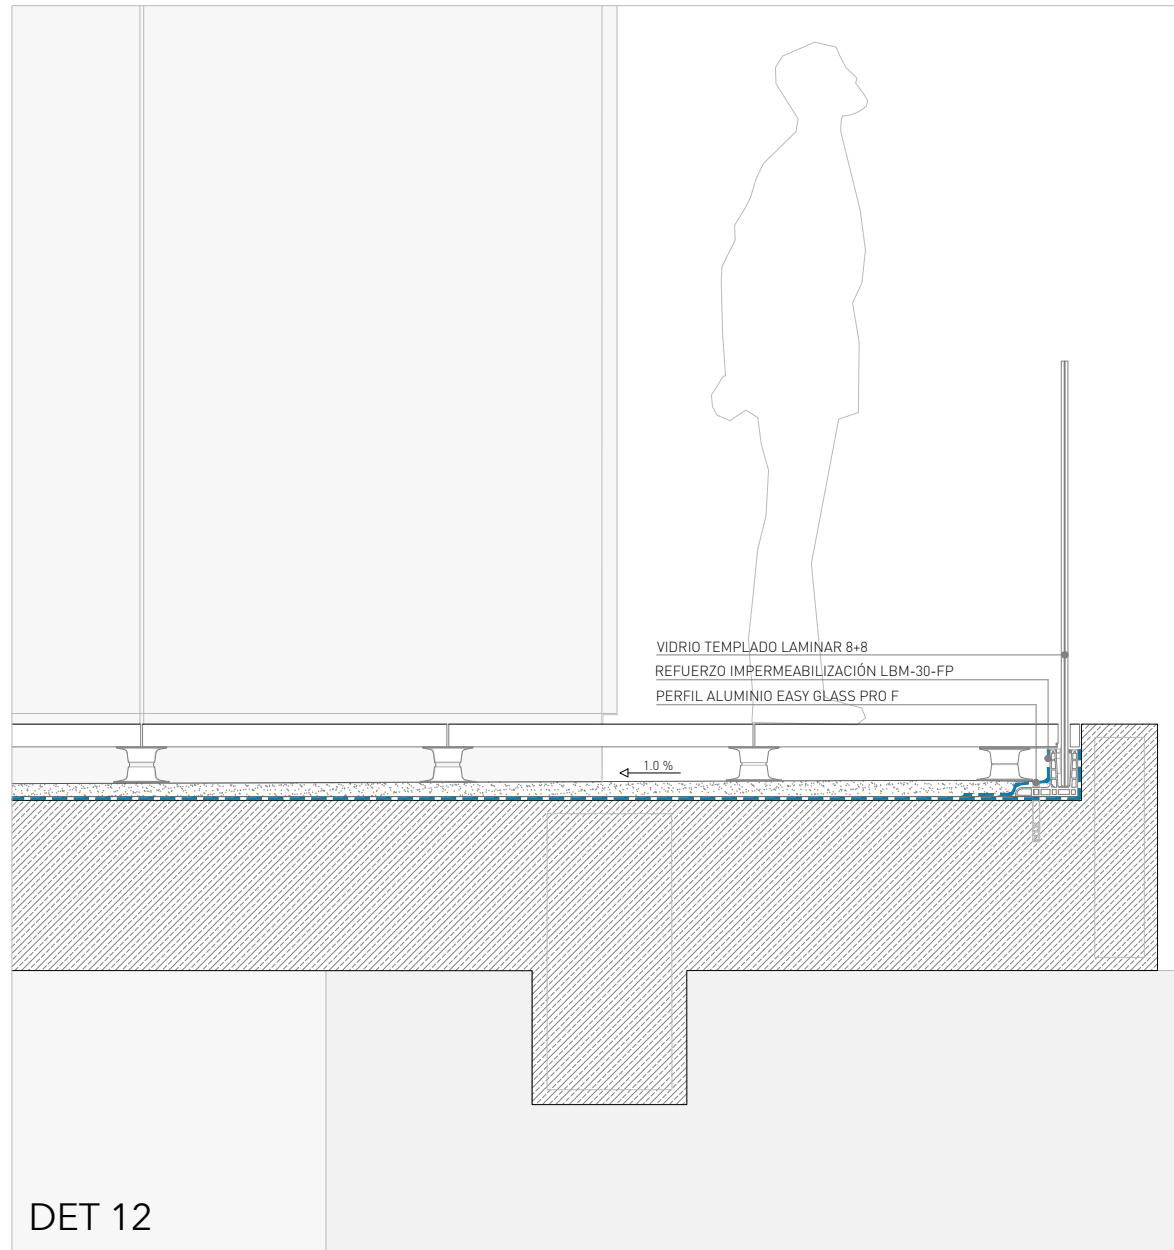 VIDRIO TEMPLADO LAMINAR 8+8
REFUERZO IMPERMEABILIZACIÓN LBM-30-FP
PERFIL ALUMINIO EASY GLASS PRO F
1.0 %
DET 12